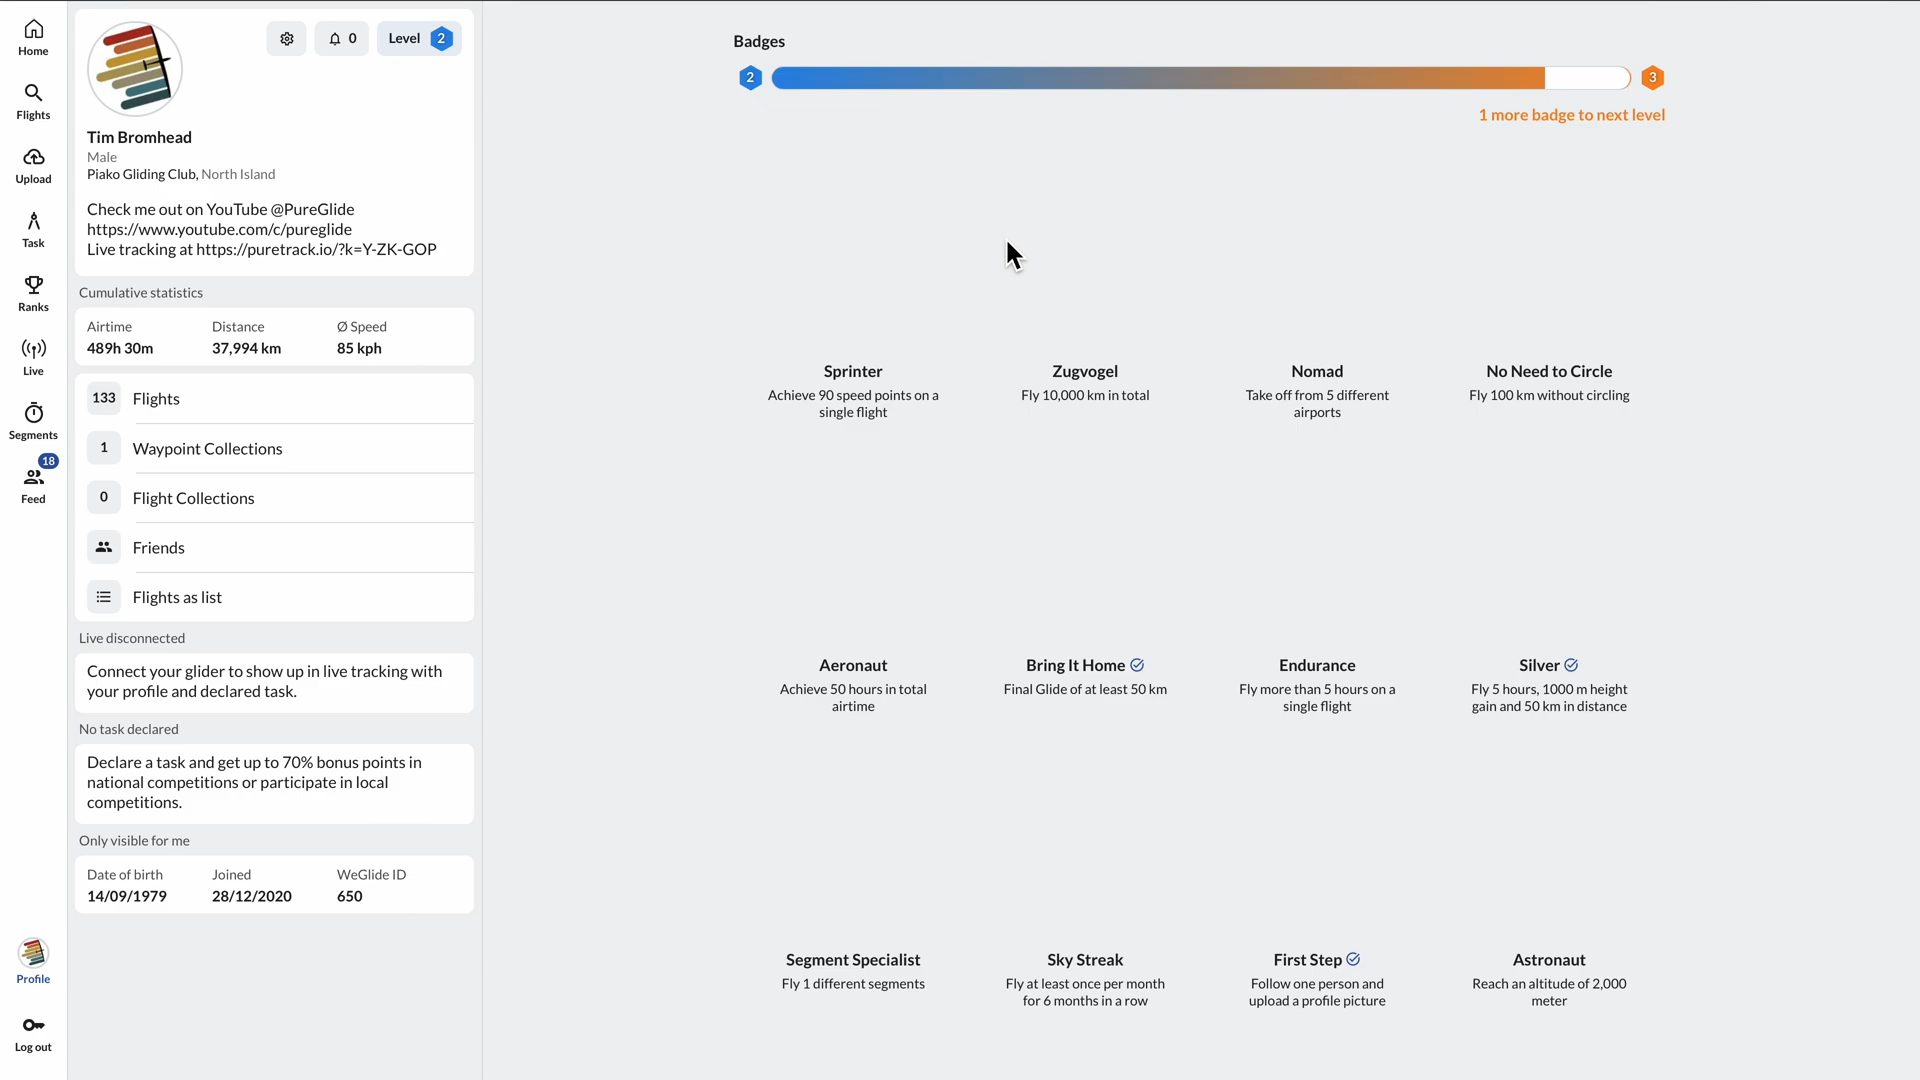 Home
Flights
Upload
Task
Ranks
Live
Segments
18
Feed
Profile
Log out
0
Level 2
Tim Bromhead
Male
Piako Gliding Club, North Island
Check me out on YouTube @PureGlide
https://www.youtube.com/c/pureglide
Live tracking at https://puretrack.io/?k=Y-ZK-GOP
Cumulative statistics
Airtime Distance Ø Speed
489h 30m 37,994 km 85 kph
133 Flights
1 Waypoint Collections
0 Flight Collections
Friends
Flights as list
Live disconnected
Connect your glider to show up in live tracking with
your profile and declared task.
No task declared
Declare a task and get up to 70% bonus points in
national competitions or participate in local
competitions.
Only visible for me
Date of birth Joined WeGlide ID
14/09/1979 28/12/2020 650
Badges
2 3
1 more badge to next level
Sprinter
Achieve 90 speed points on a
single flight
Zugvogel
Fly 10,000 km in total
Nomad
Take off from 5 different
airports
No Need to Circle
Fly 100 km without circling
Aeronaut
Achieve 50 hours in total
airtime
Bring It Home
Final Glide of at least 50 km
Endurance
Fly more than 5 hours on a
single flight
Silver
Fly 5 hours, 1000 m height
gain and 50 km in distance
Segment Specialist
Fly 1 different segments
Sky Streak
Fly at least once per month
for 6 months in a row
First Step
Follow one person and
upload a profile picture
Astronaut
Reach an altitude of 2,000
meter